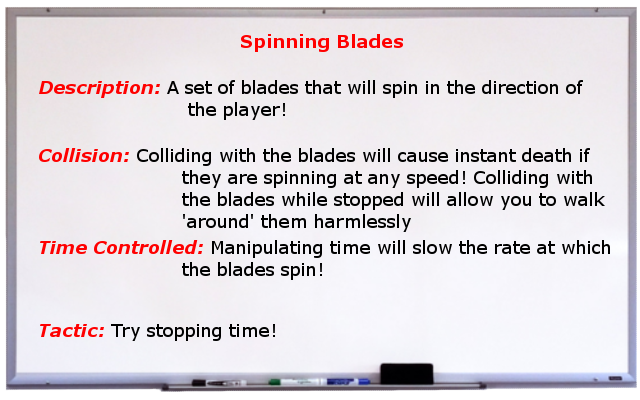 Spinning Blades
Description: A set of blades that will spin in the direction of
the player!
Collision: Colliding with the blades will cause instant death if
they are spinning at any speed! Colliding with
the blades while stopped will allow you to walk
'around' them harmlessly
Time Controlled: Manipulating time will slow the rate at which
the blades spin!
Tactic: Try stopping time!